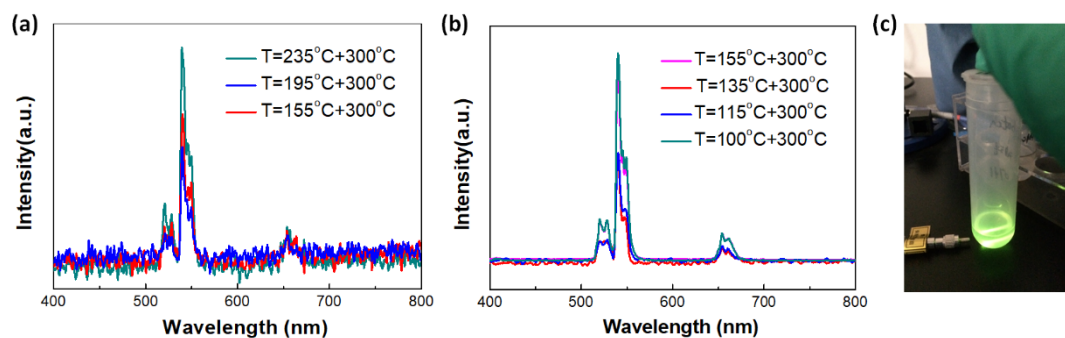 (a)
Intensity(a.u.)
T=235°C+300°C
T=195°C+300°C
T=155°C+300°C
400 500 600 700 800
Wavelength (nm)
(b)
Intensity(a.u.)
T=155°C+300°C
T=135°C+300°C
T=115°C+300°C
T=100°C+300°C
400 500 600 700 800
Wavelength (nm)
(c)